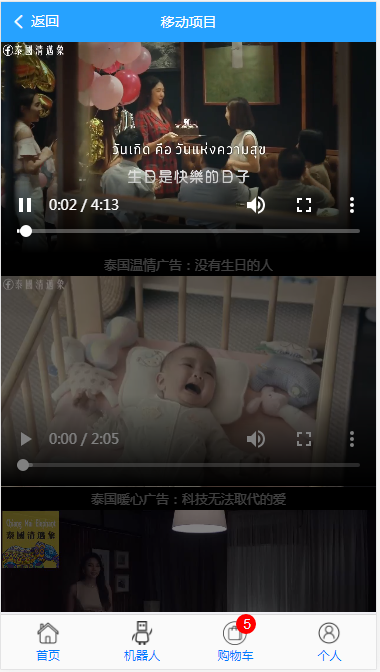 返回
移动项目
泰國清邁象
วันเกิด คือ วันแห่งความสุข
生日是快樂的日子
0:02 / 4:13
泰国温情广告：没有生日的人
泰國清邁象
0:00 / 2:05
泰国暖心广告：科技无法取代的爱
Chang Mai Elephant
泰國清邁象
首页
机器人
5
购物车
个人